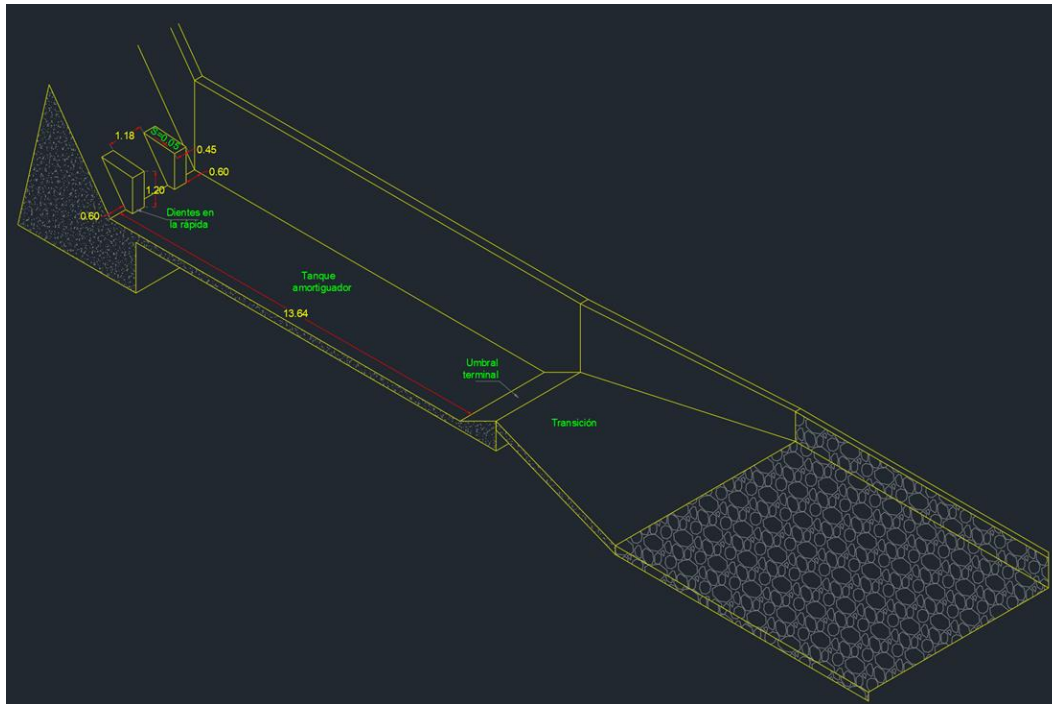 1.18
S=0.05
0.45
0.60
1.20
0.60
Dientes en
la rápida
Tanque
amortiguador
13.64
Umbral
terminal
Transición